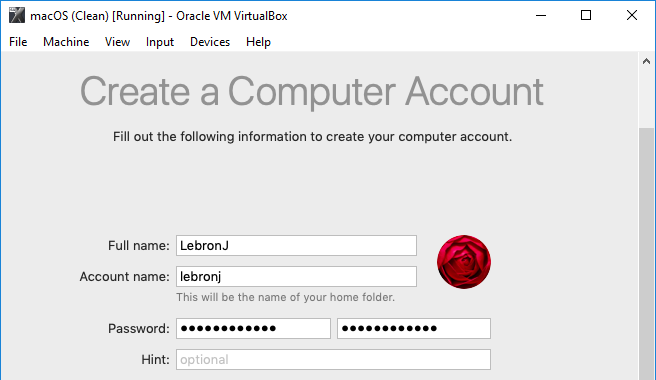 macOS (Clean) [Running] - Oracle VM VirtualBox
File Machine View Input Devices Help
Create a Computer Account
Fill out the following information to create your computer account.
Full name: LebronJ
Account name: lebronj
This will be the name of your home folder.
Password: ●●●●●●●●●●●● ●●●●●●●●●●●●
Hint: optional